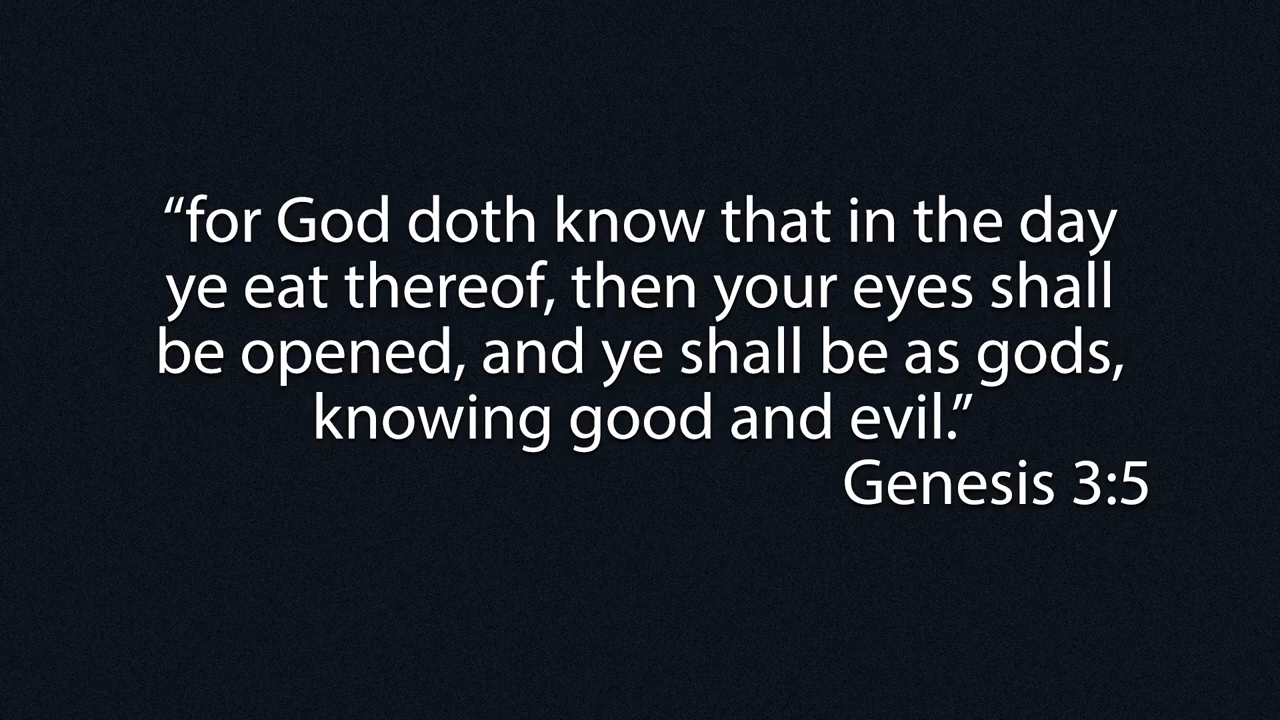 “for God doth know that in the day
ye eat thereof, then your eyes shall
be opened, and ye shall be as gods,
knowing good and evil.”
Genesis 3:5